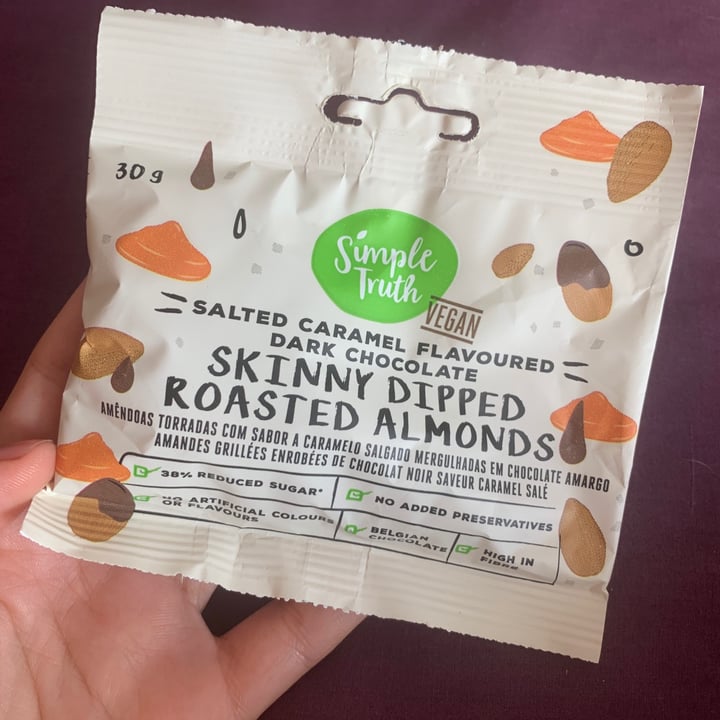 30 g
Simple
Truth
VEGAN
SALTED CARAMEL FLAVOURED
DARK CHOCOLATE
SKINNY DIPPED
ROASTED ALMONDS
AMÊNDOAS TORRADAS COM SABOR A CARAMELO SALGADO MERGULHADAS EM CHOCOLATE AMARGO
AMANDES GRILLÉES ENROBÉES DE CHOCOLAT NOIR SAVEUR CARAMEL SALÉ
38% REDUCED SUGAR*
NO ADDED PRESERVATIVES
NO ARTIFICIAL COLOURS
OR FLAVOURS
BELGIAN
CHOCOLATE
HIGH IN
FIBRE